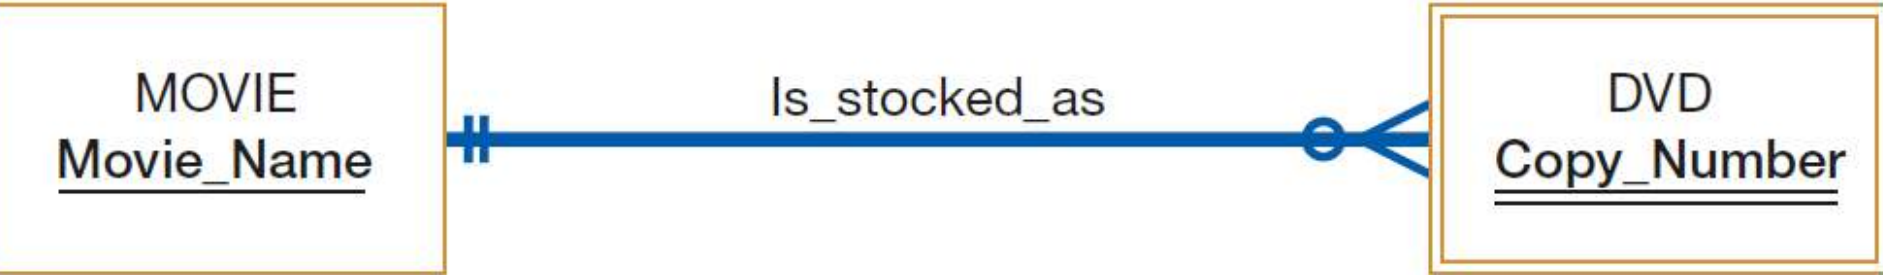 MOVIE
Movie_Name
Is_stocked_as
DVD
Copy_Number